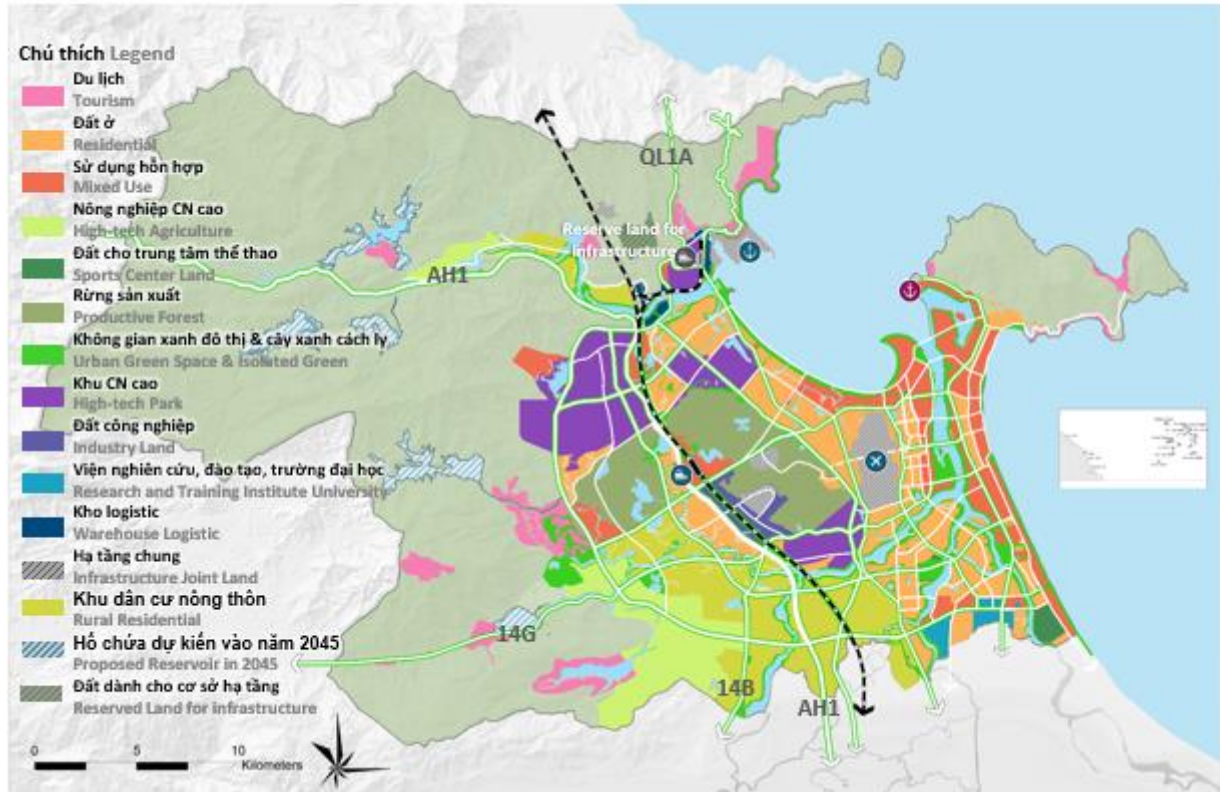 Chú thích Legend
Du lịch
Tourism
Đất ở
Residential
Sử dụng hỗn hợp
Mixed Use
Nông nghiệp CN cao
High-tech Agriculture
Đất cho trung tâm thể thao
Sports Center Land
Rừng sản xuất
Productive Forest
Không gian xanh đô thị & cây xanh cách ly
Urban Green Space & Isolated Green
Khu CN cao
High-tech Park
Đất công nghiệp
Industry Land
Viện nghiên cứu, đào tạo, trường đại học
Research and Training Institute University
Kho logistic
Warehouse Logistic
Hạ tầng chung
Infrastructure Joint Land
Khu dân cư nông thôn
Rural Residential
Hồ chứa dự kiến vào năm 2045
Proposed Reservoir in 2045
Đất dành cho cơ sở hạ tầng
Reserved Land for infrastructure
0 5 10
Kilometers
QL1A
Reserve land for
infrastructure
AH1
14G
14B
AH1